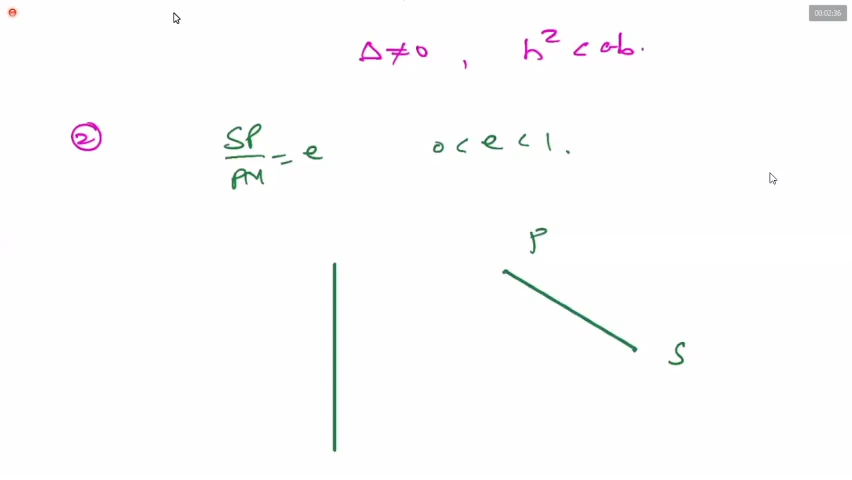 00:02:36
Δ≠0 , h² < ab.
② SP/PM = e 0 < e < 1.
P
S